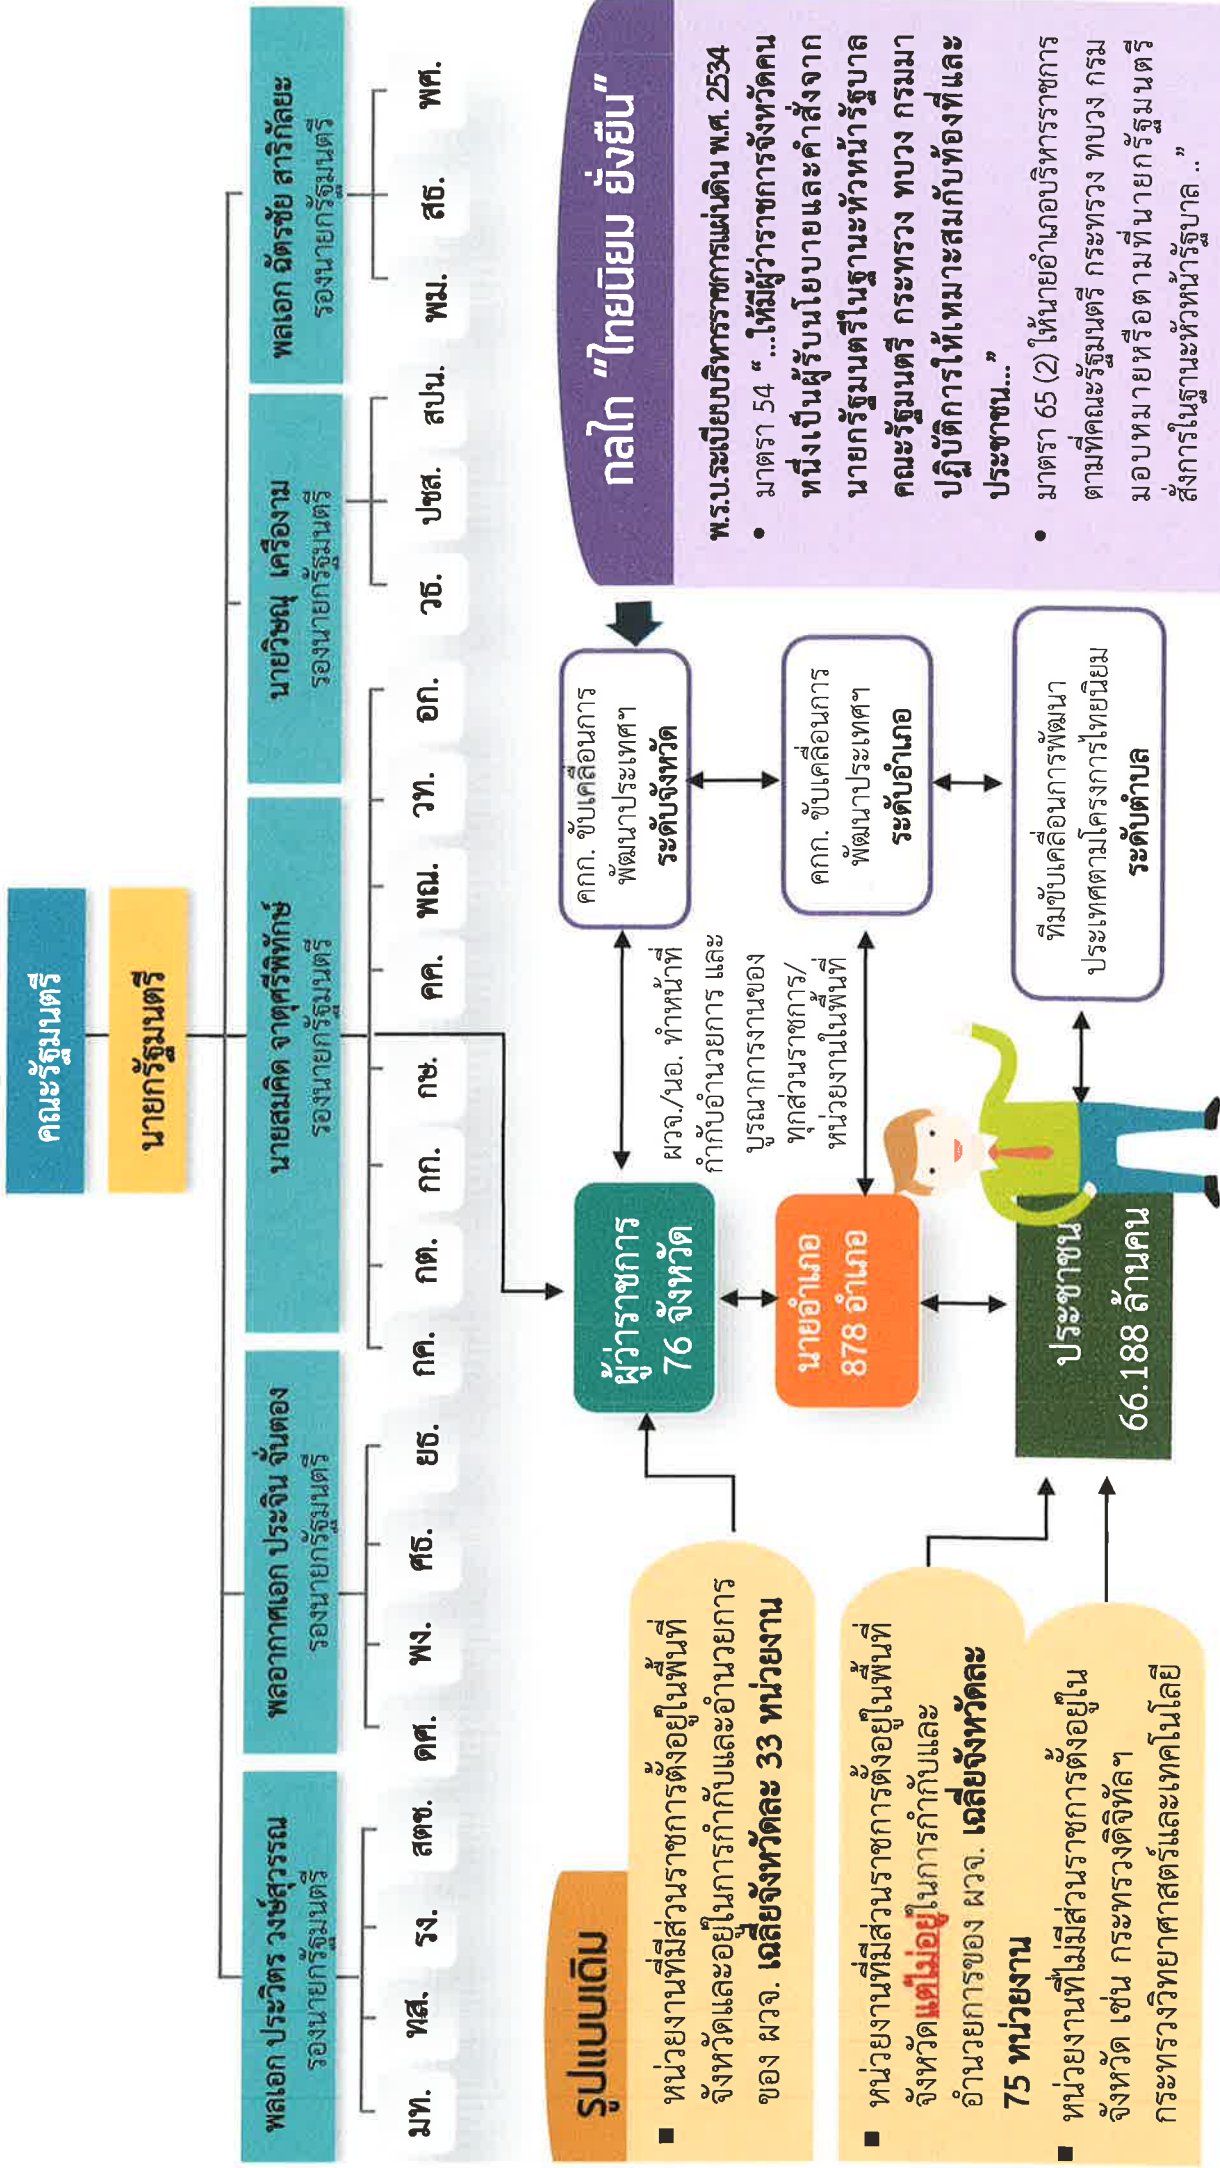 คณะรัฐมนตรี
นายกรัฐมนตรี
พลเอก ประวิตร วงษ์สุวรรณ
รองนายกรัฐมนตรี
พลอากาศเอก ประจิน จั่นตอง
รองนายกรัฐมนตรี
นายสมคิด จาตุศรีพิทักษ์
รองนายกรัฐมนตรี
นายวิษณุ เครืองาม
รองนายกรัฐมนตรี
พลเอก ฉัตรชัย สาริกัลยะ
รองนายกรัฐมนตรี
มท. ทส. รง. สตช. ดศ. พง. ศธ. ยธ. กค. กต. กก. กษ. คค. พณ. วท. อก. วธ. ปชส. สปน. พม. สธ. พศ.
รูปแบบเดิม
▪ หน่วยงานที่มีส่วนราชการตั้งอยู่ในพื้นที่
จังหวัดและอยู่ในการกำกับและอำนวยการ
ของ ผวจ. เฉลี่ยจังหวัดละ 33 หน่วยงาน
▪ หน่วยงานที่มีส่วนราชการตั้งอยู่ในพื้นที่
จังหวัดแต่ไม่อยู่ในการกำกับและ
อำนวยการของ ผวจ. เฉลี่ยจังหวัดละ
75 หน่วยงาน
▪ หน่วยงานที่ไม่มีส่วนราชการตั้งอยู่ใน
จังหวัด เช่น กระทรวงดิจิทัลฯ
กระทรวงวิทยาศาสตร์และเทคโนโลยี
ผู้ว่าราชการ
76 จังหวัด
นายอำเภอ
878 อำเภอ
ประชาชน
66.188 ล้านคน
ผวจ./นอ. ทำหน้าที่
กำกับอำนวยการ และ
บูรณาการงานของ
ทุกส่วนราชการ/
หน่วยงานในพื้นที่
คกก. ขับเคลื่อนการ
พัฒนาประเทศฯ
ระดับจังหวัด
คกก. ขับเคลื่อนการ
พัฒนาประเทศฯ
ระดับอำเภอ
ทีมขับเคลื่อนการพัฒนา
ประเทศตามโครงการไทยนิยม
ระดับตำบล
กลไก “ไทยนิยม ยั่งยืน”
พ.ร.บ.ระเบียบบริหารราชการแผ่นดิน พ.ศ. 2534
• มาตรา 54 “...ให้มีผู้ว่าราชการจังหวัดคน
หนึ่งเป็นผู้รับนโยบายและคำสั่งจาก
นายกรัฐมนตรีในฐานะหัวหน้ารัฐบาล
คณะรัฐมนตรี กระทรวง ทบวง กรมมา
ปฏิบัติการให้เหมาะสมกับท้องที่และ
ประชาชน...”
• มาตรา 65 (2) ให้นายอำเภอบริหารราชการ
ตามที่คณะรัฐมนตรี กระทรวง ทบวง กรม
มอบหมายหรือตามที่นายกรัฐมนตรี
สั่งการในฐานะหัวหน้ารัฐบาล ..”